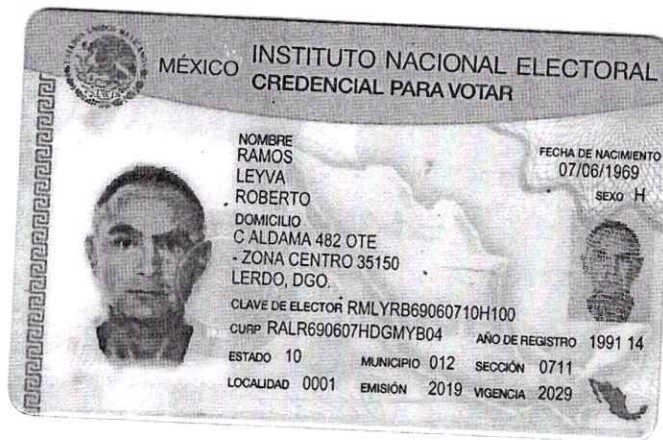 MÉXICO INSTITUTO NACIONAL ELECTORAL
CREDENCIAL PARA VOTAR
NOMBRE
RAMOS
LEYVA
ROBERTO
FECHA DE NACIMIENTO
07/06/1969
SEXO H
DOMICILIO
C ALDAMA 482 OTE
- ZONA CENTRO 35150
LERDO, DGO.
CLAVE DE ELECTOR RMLYRB69060710H100
CURP RALR690607HDGMYB04 AÑO DE REGISTRO 1991 14
ESTADO 10 MUNICIPIO 012 SECCIÓN 0711
LOCALIDAD 0001 EMISIÓN 2019 VIGENCIA 2029